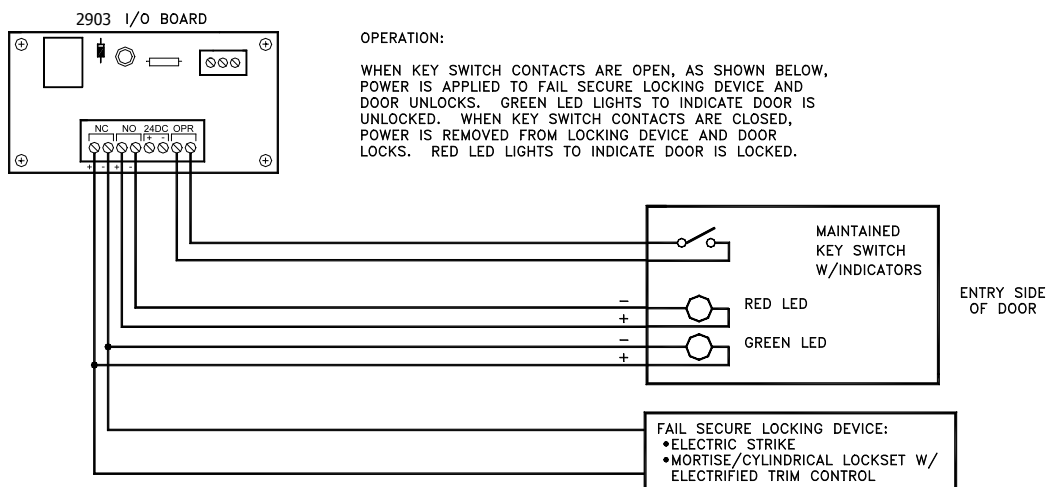 2903 I/O BOARD
NC NO 24DC OPR
+ -
+ - + -
OPERATION:
WHEN KEY SWITCH CONTACTS ARE OPEN, AS SHOWN BELOW,
POWER IS APPLIED TO FAIL SECURE LOCKING DEVICE AND
DOOR UNLOCKS. GREEN LED LIGHTS TO INDICATE DOOR IS
UNLOCKED. WHEN KEY SWITCH CONTACTS ARE CLOSED,
POWER IS REMOVED FROM LOCKING DEVICE AND DOOR
LOCKS. RED LED LIGHTS TO INDICATE DOOR IS LOCKED.
MAINTAINED
KEY SWITCH
W/INDICATORS
ENTRY SIDE
OF DOOR
−
RED LED
+
−
GREEN LED
+
FAIL SECURE LOCKING DEVICE:
•ELECTRIC STRIKE
•MORTISE/CYLINDRICAL LOCKSET W/
ELECTRIFIED TRIM CONTROL